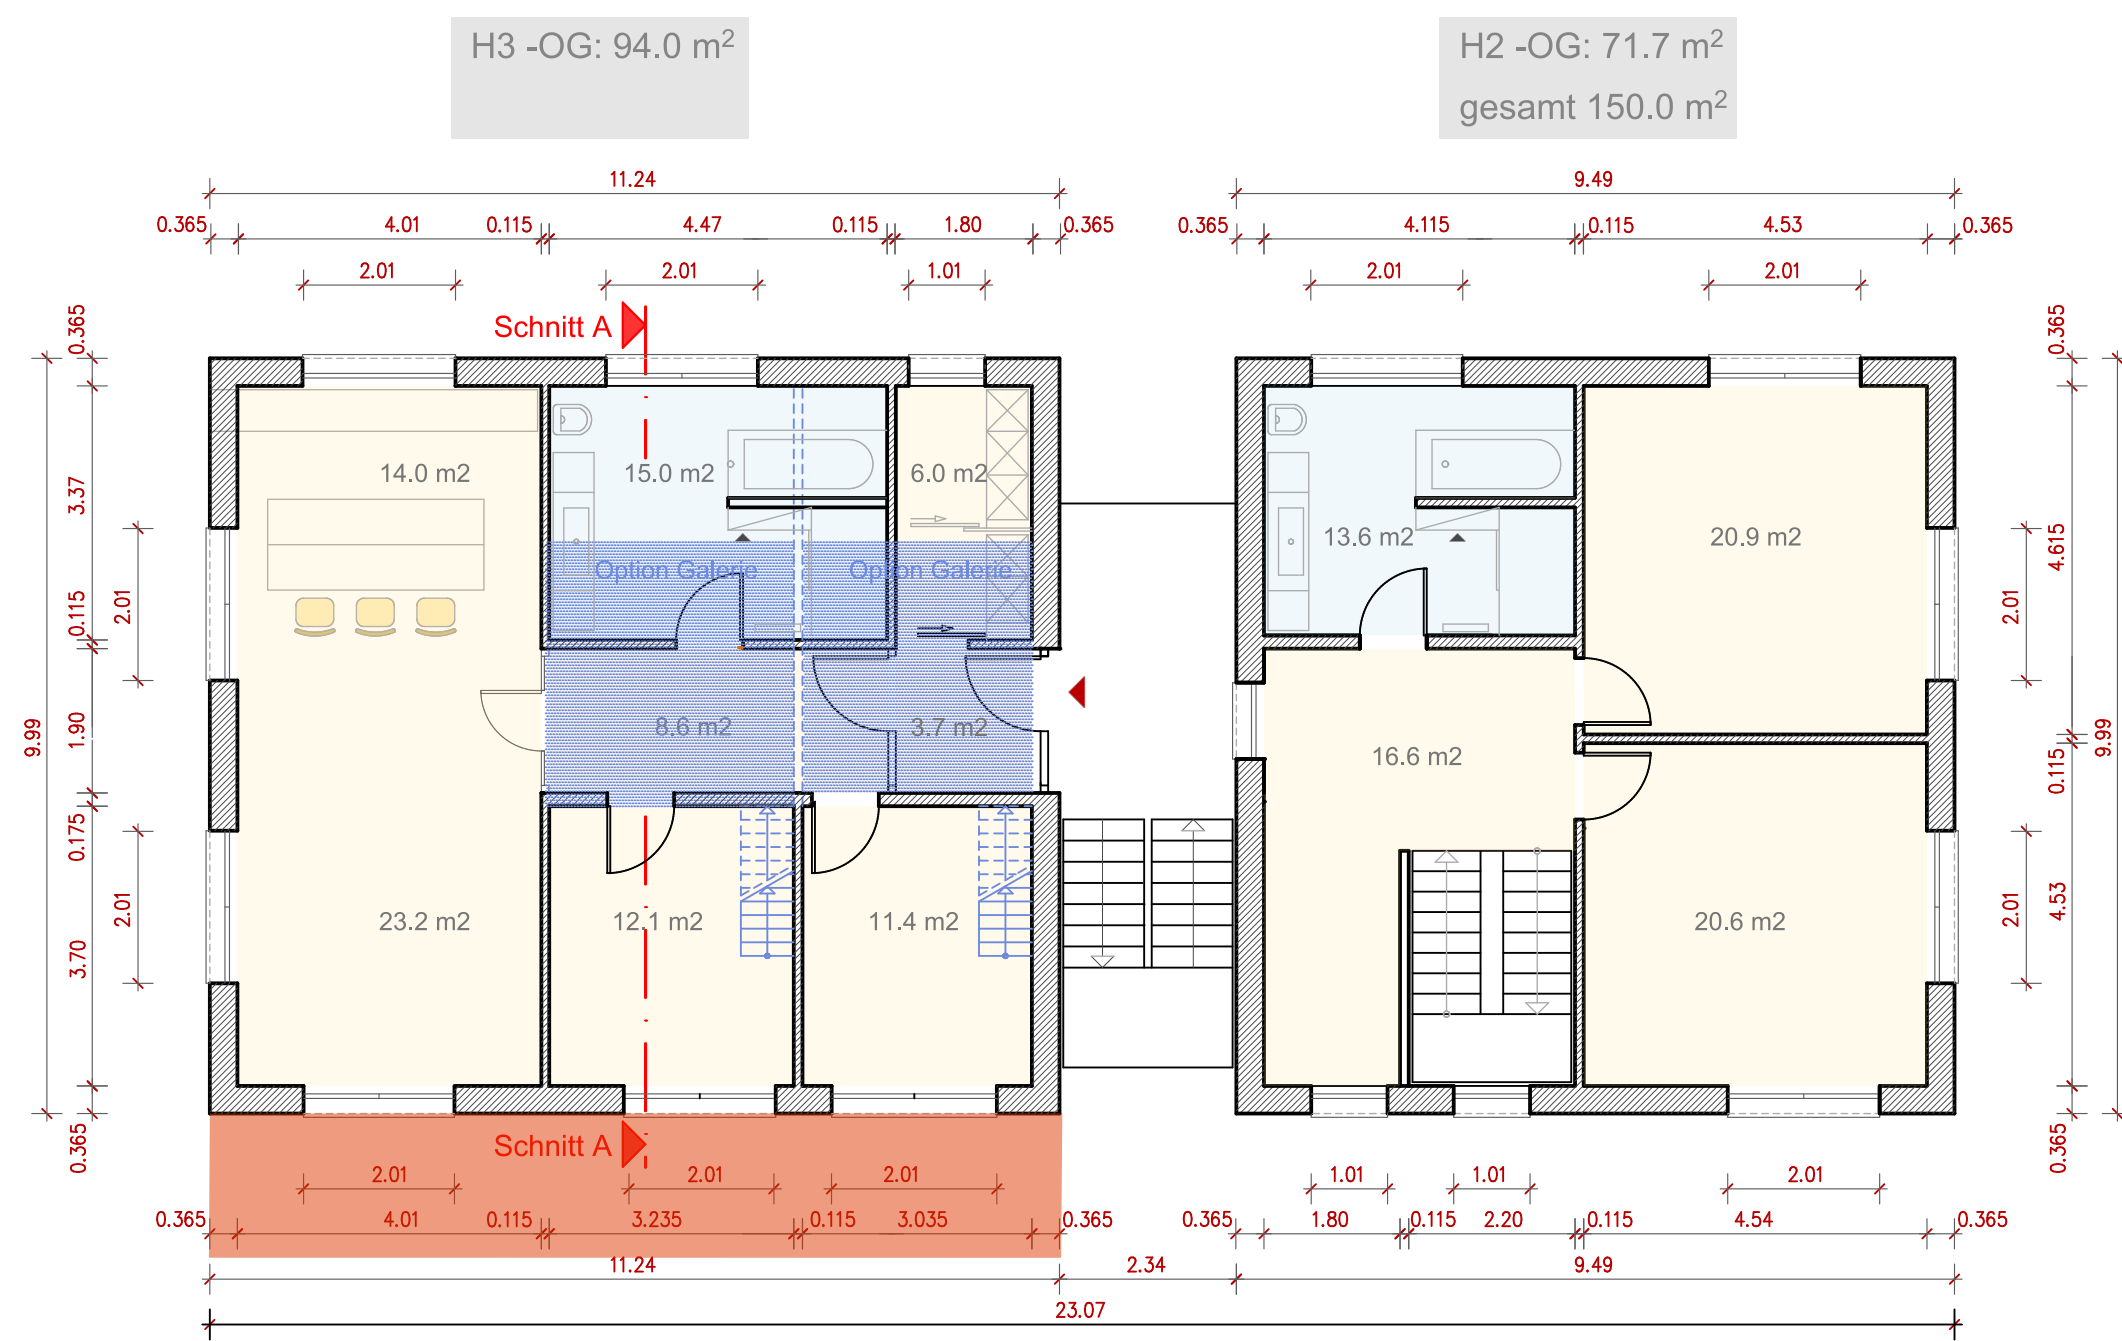 H3 -OG: 94.0 m²
H2 -OG: 71.7 m²
gesamt 150.0 m²
11.24
9.49
0.365 4.01 0.115 4.47 0.115 1.80 0.365
0.365 4.115 0.115 4.53 0.365
2.01 2.01 1.01
2.01 2.01
Schnitt A
0.365
3.37
0.115
2.01
1.90
9.99
0.175
2.01
3.70
0.365
14.0 m2
15.0 m2
6.0 m2
Option Galerie
Option Galerie
8.6 m2
3.7 m2
23.2 m2
12.1 m2
11.4 m2
13.6 m2
20.9 m2
16.6 m2
20.6 m2
0.365
4.615
2.01
9.99
0.115
2.01
4.53
0.365
Schnitt A
2.01 2.01 2.01
1.01 1.01 2.01
0.365 4.01 0.115 3.235 0.115 3.035 0.365
0.365 1.80 0.115 2.20 0.115 4.54 0.365
11.24 2.34 9.49
23.07